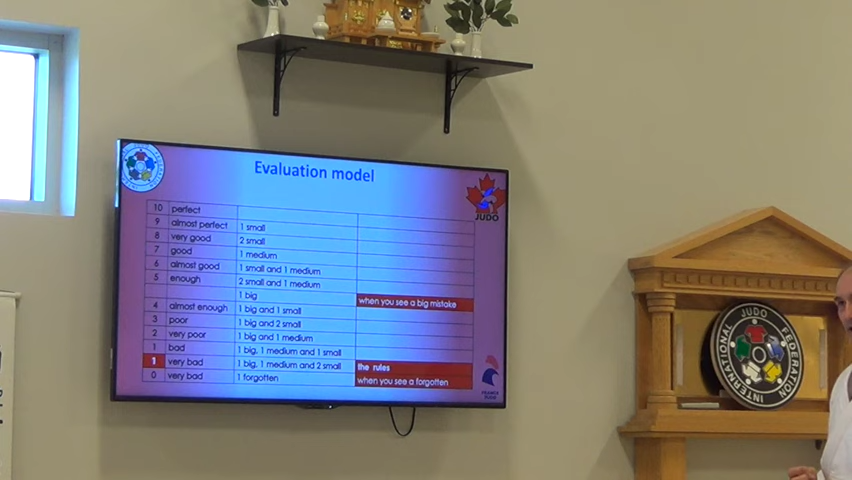 Evaluation model
JUDO
10 perfect
9 almost perfect 1 small
8 very good 2 small
7 good 1 medium
6 almost good 1 small and 1 medium
5 enough 2 small and 1 medium
1 big when you see a big mistake
4 almost enough 1 big and 1 small
3 poor 1 big and 2 small
2 very poor 1 big and 1 medium
1 bad 1 big, 1 medium and 1 small
1 very bad 1 big, 1 medium and 2 small the rules
0 very bad 1 forgotten when you see a forgotten
FRANCE JUDO
INTERNATIONAL JUDO FEDERATION